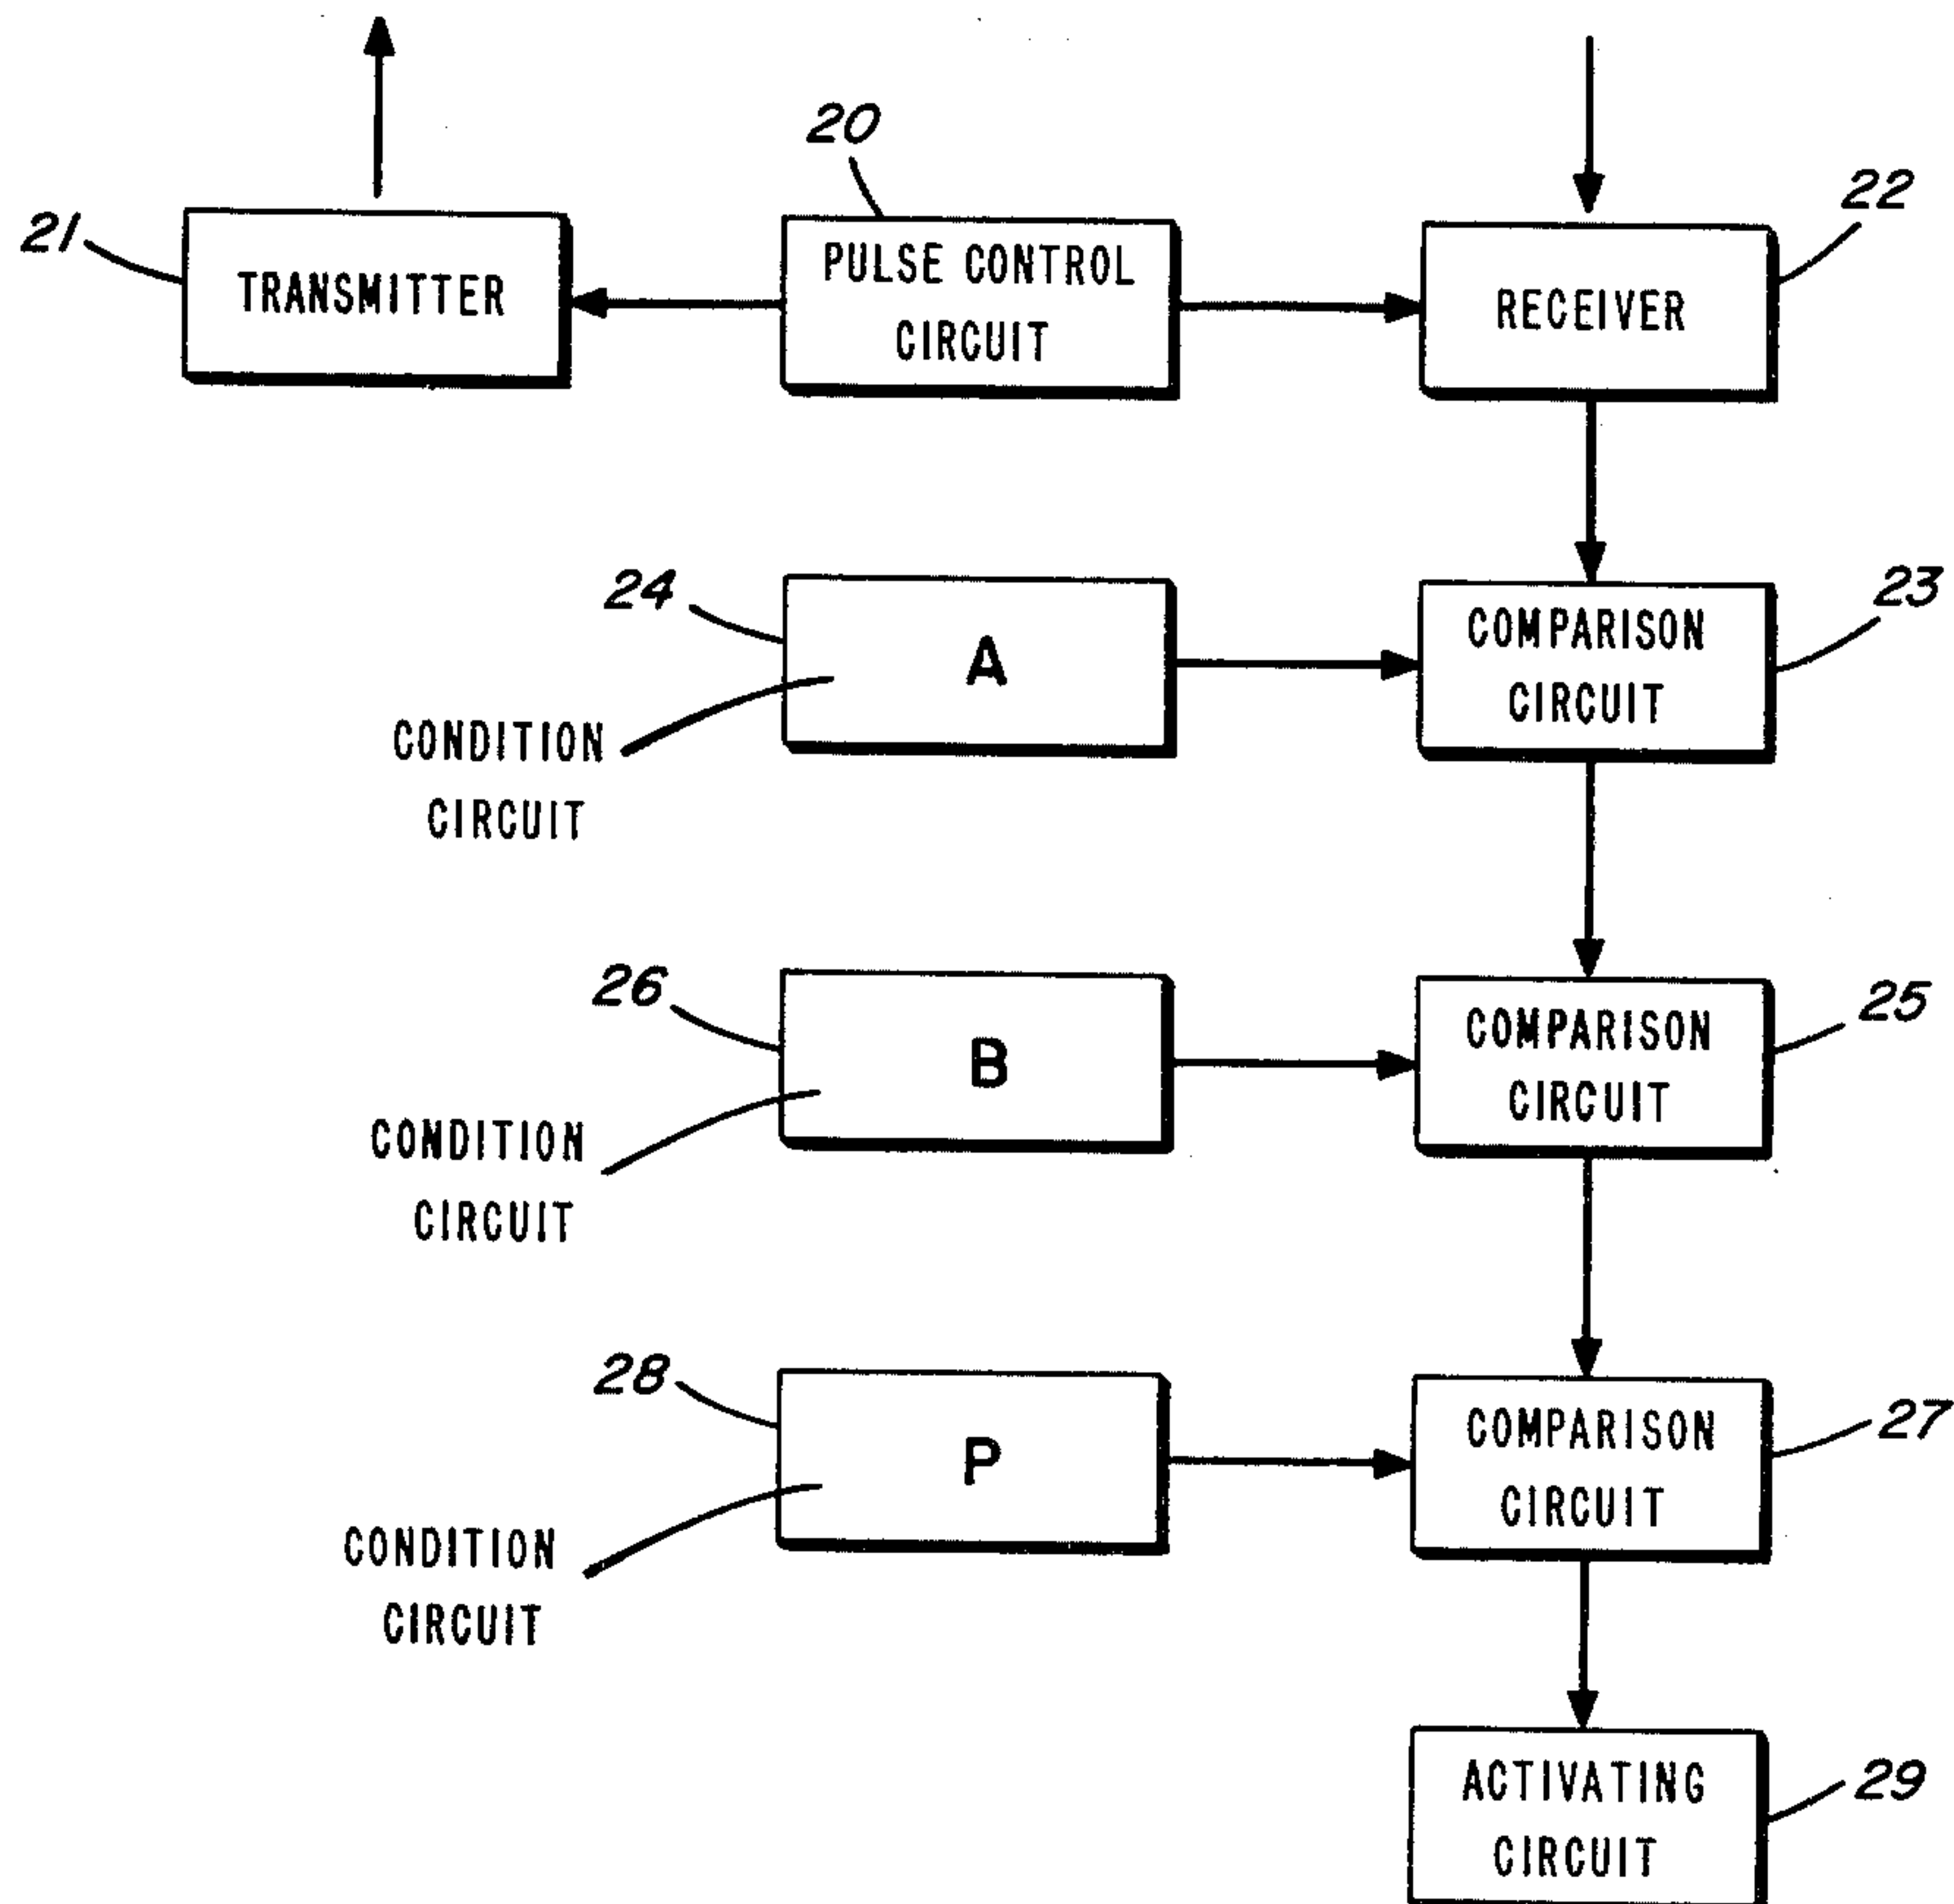 20
21
22
TRANSMITTER
PULSE CONTROL
CIRCUIT
RECEIVER
24
A
CONDITION
CIRCUIT
COMPARISON
CIRCUIT
23
26
B
CONDITION
CIRCUIT
COMPARISON
CIRCUIT
25
28
P
CONDITION
CIRCUIT
COMPARISON
CIRCUIT
27
ACTIVATING
CIRCUIT
29